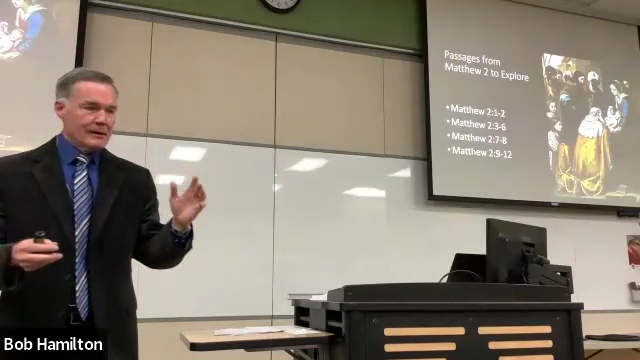 Passages from
Matthew 2 to Explore
• Matthew 2:1-2
• Matthew 2:3-6
• Matthew 2:7-8
• Matthew 2:9-12
Bob Hamilton